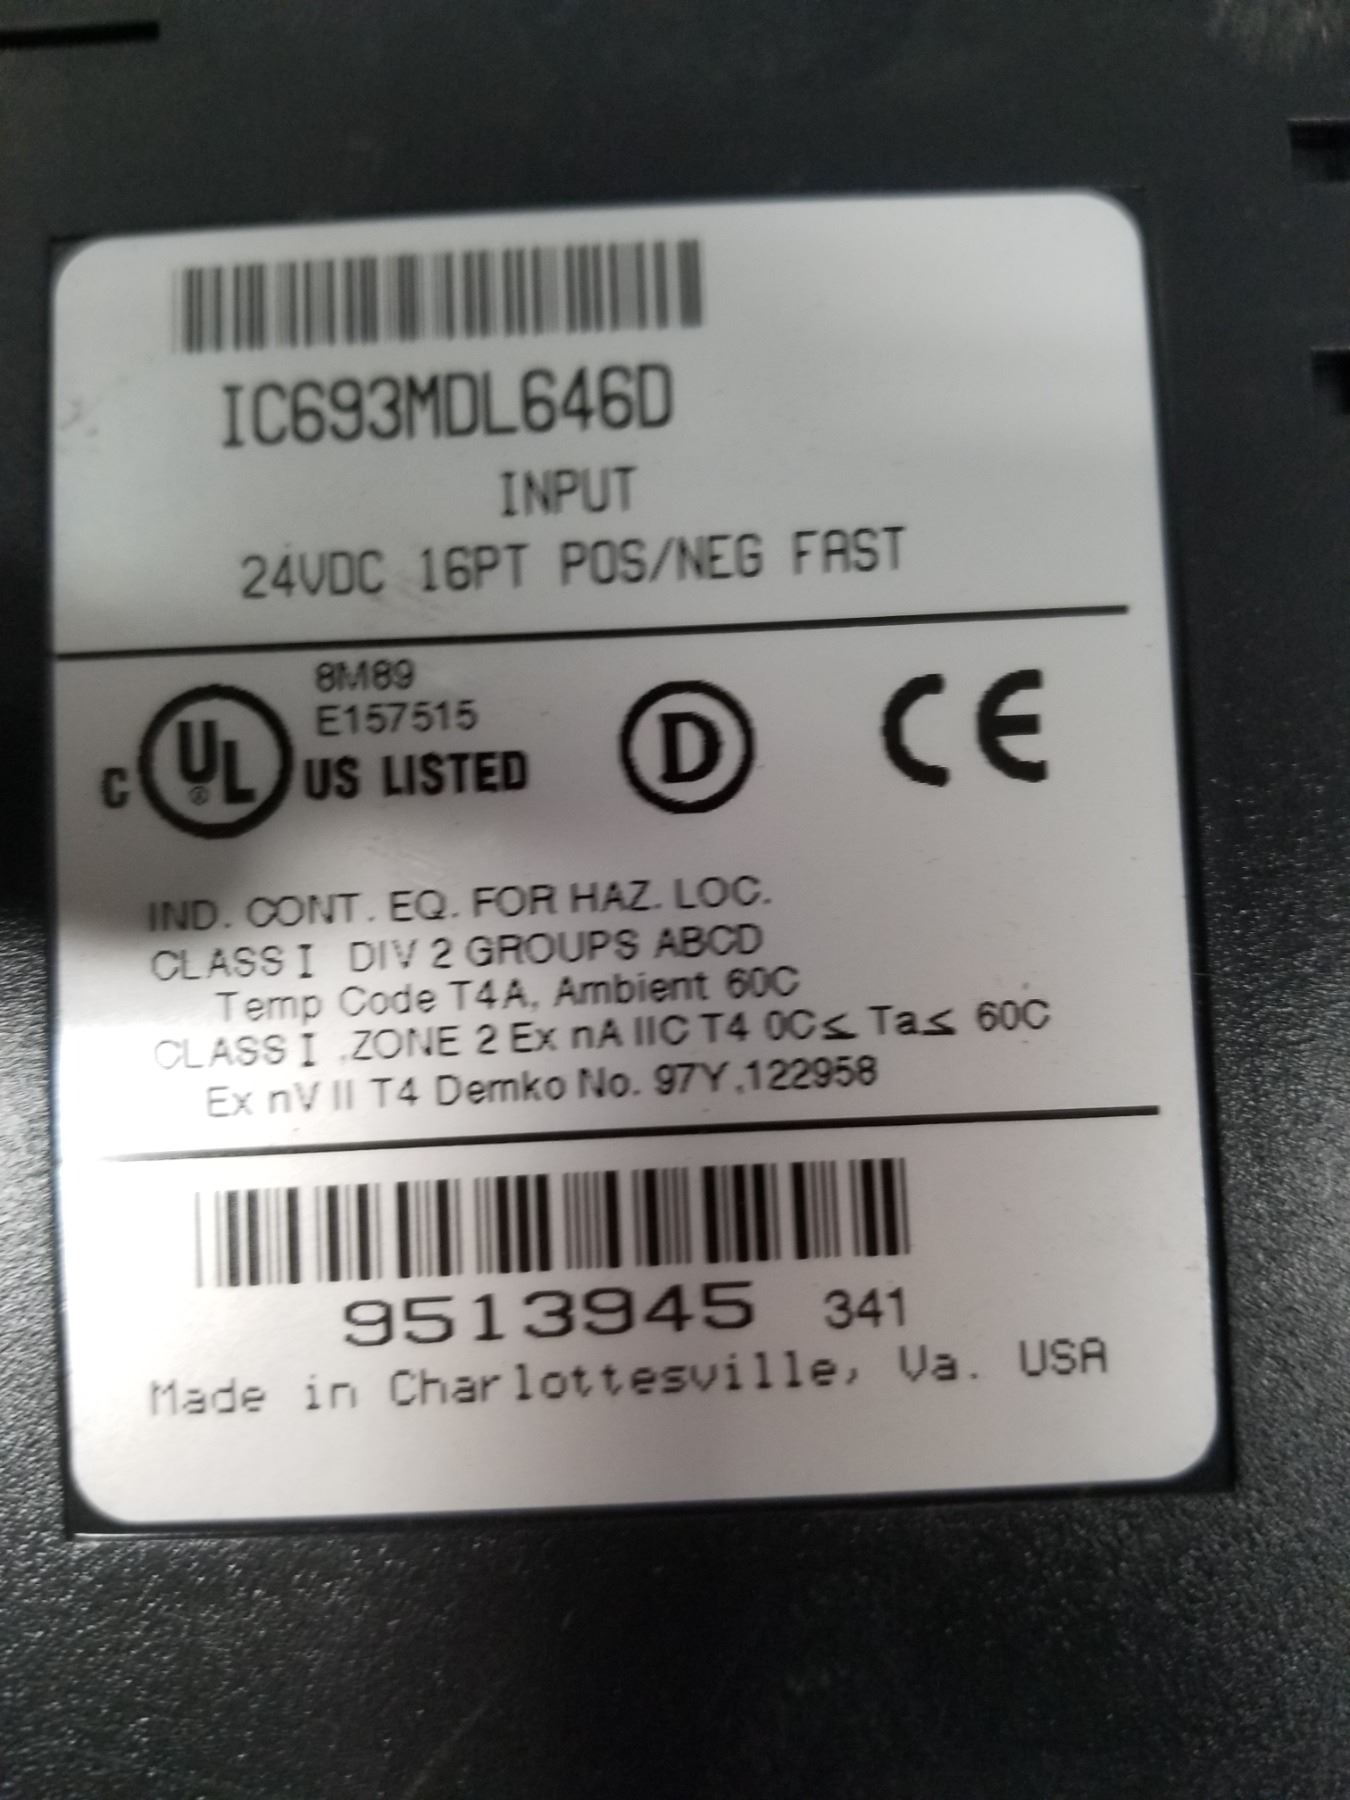 IC693MDL646D
INPUT
24VDC 16PT POS/NEG FAST
8M89
E157515
C UL ® US LISTED
D
CE
IND. CONT. EQ. FOR HAZ. LOC.
CLASS I DIV 2 GROUPS ABCD
Temp Code T4A, Ambient 60C
CLASS I ,ZONE 2 Ex nA IIC T4 0C≤ Ta≤ 60C
Ex nV II T4 Demko No. 97Y.122958
9513945 341
Made in Charlottesville, Va. USA